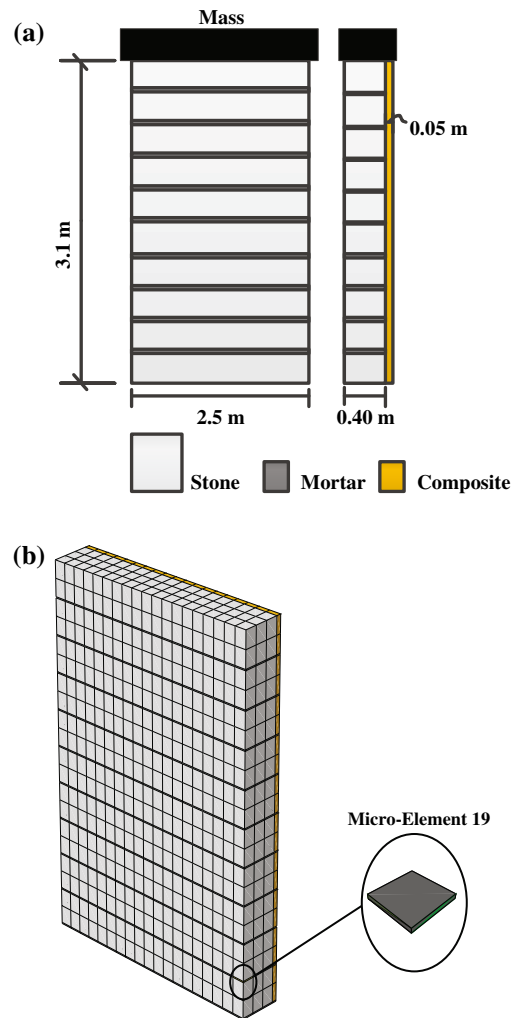 (a)
Mass
0.05 m
3.1 m
2.5 m
0.40 m
Stone
Mortar
Composite
(b)
Micro-Element 19